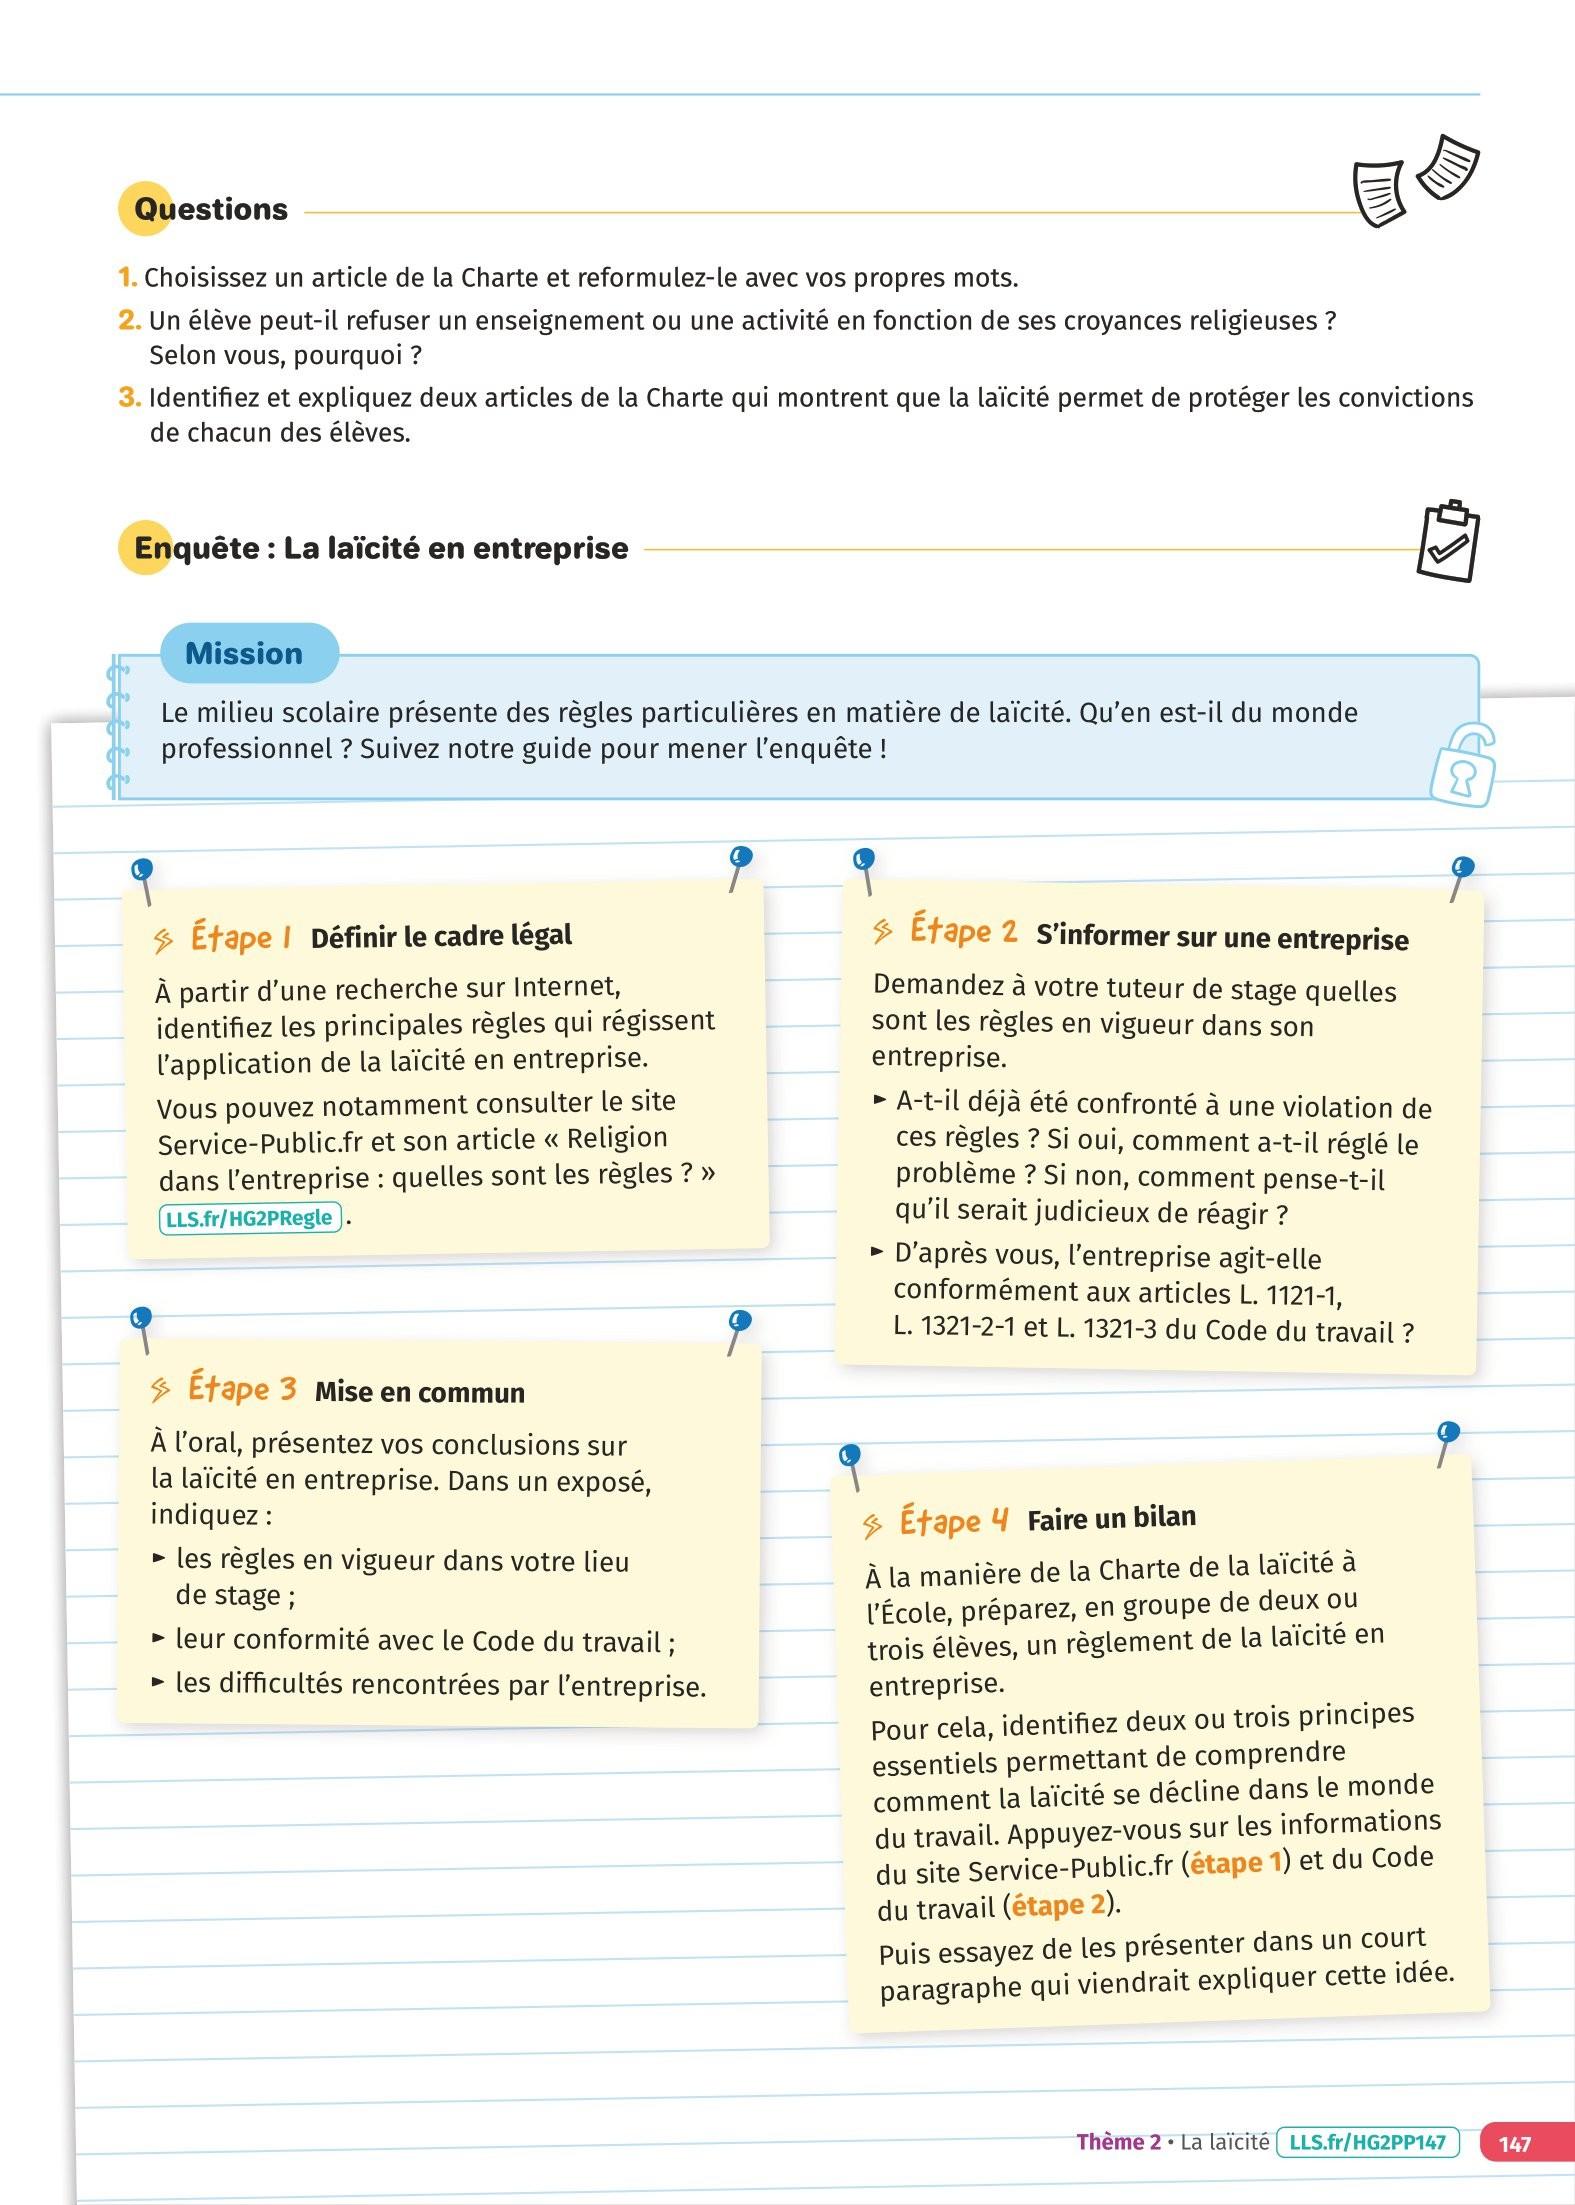 Questions
1. Choisissez un article de la Charte et reformulez-le avec vos propres mots.
2. Un élève peut-il refuser un enseignement ou une activité en fonction de ses croyances religieuses ?
Selon vous, pourquoi ?
3. Identifiez et expliquez deux articles de la Charte qui montrent que la laïcité permet de protéger les convictions
de chacun des élèves.
Enquête : La laïcité en entreprise
Mission
Le milieu scolaire présente des règles particulières en matière de laïcité. Qu’en est-il du monde
professionnel ? Suivez notre guide pour mener l’enquête !
Étape 1 Définir le cadre légal
À partir d’une recherche sur Internet,
identifiez les principales règles qui régissent
l’application de la laïcité en entreprise.
Vous pouvez notamment consulter le site
Service-Public.fr et son article « Religion
dans l’entreprise : quelles sont les règles ? »
LLS.fr/HG2PRegle .
Étape 2 S’informer sur une entreprise
Demandez à votre tuteur de stage quelles
sont les règles en vigueur dans son
entreprise.
► A-t-il déjà été confronté à une violation de
ces règles ? Si oui, comment a-t-il réglé le
problème ? Si non, comment pense-t-il
qu’il serait judicieux de réagir ?
► D’après vous, l’entreprise agit-elle
conformément aux articles L. 1121-1,
L. 1321-2-1 et L. 1321-3 du Code du travail ?
Étape 3 Mise en commun
À l’oral, présentez vos conclusions sur
la laïcité en entreprise. Dans un exposé,
indiquez :
► les règles en vigueur dans votre lieu
de stage ;
► leur conformité avec le Code du travail ;
► les difficultés rencontrées par l’entreprise.
Étape 4 Faire un bilan
À la manière de la Charte de la laïcité à
l’École, préparez, en groupe de deux ou
trois élèves, un règlement de la laïcité en
entreprise.
Pour cela, identifiez deux ou trois principes
essentiels permettant de comprendre
comment la laïcité se décline dans le monde
du travail. Appuyez-vous sur les informations
du site Service-Public.fr (étape 1) et du Code
du travail (étape 2).
Puis essayez de les présenter dans un court
paragraphe qui viendrait expliquer cette idée.
Thème 2 • La laïcité LLS.fr/HG2PP147 147